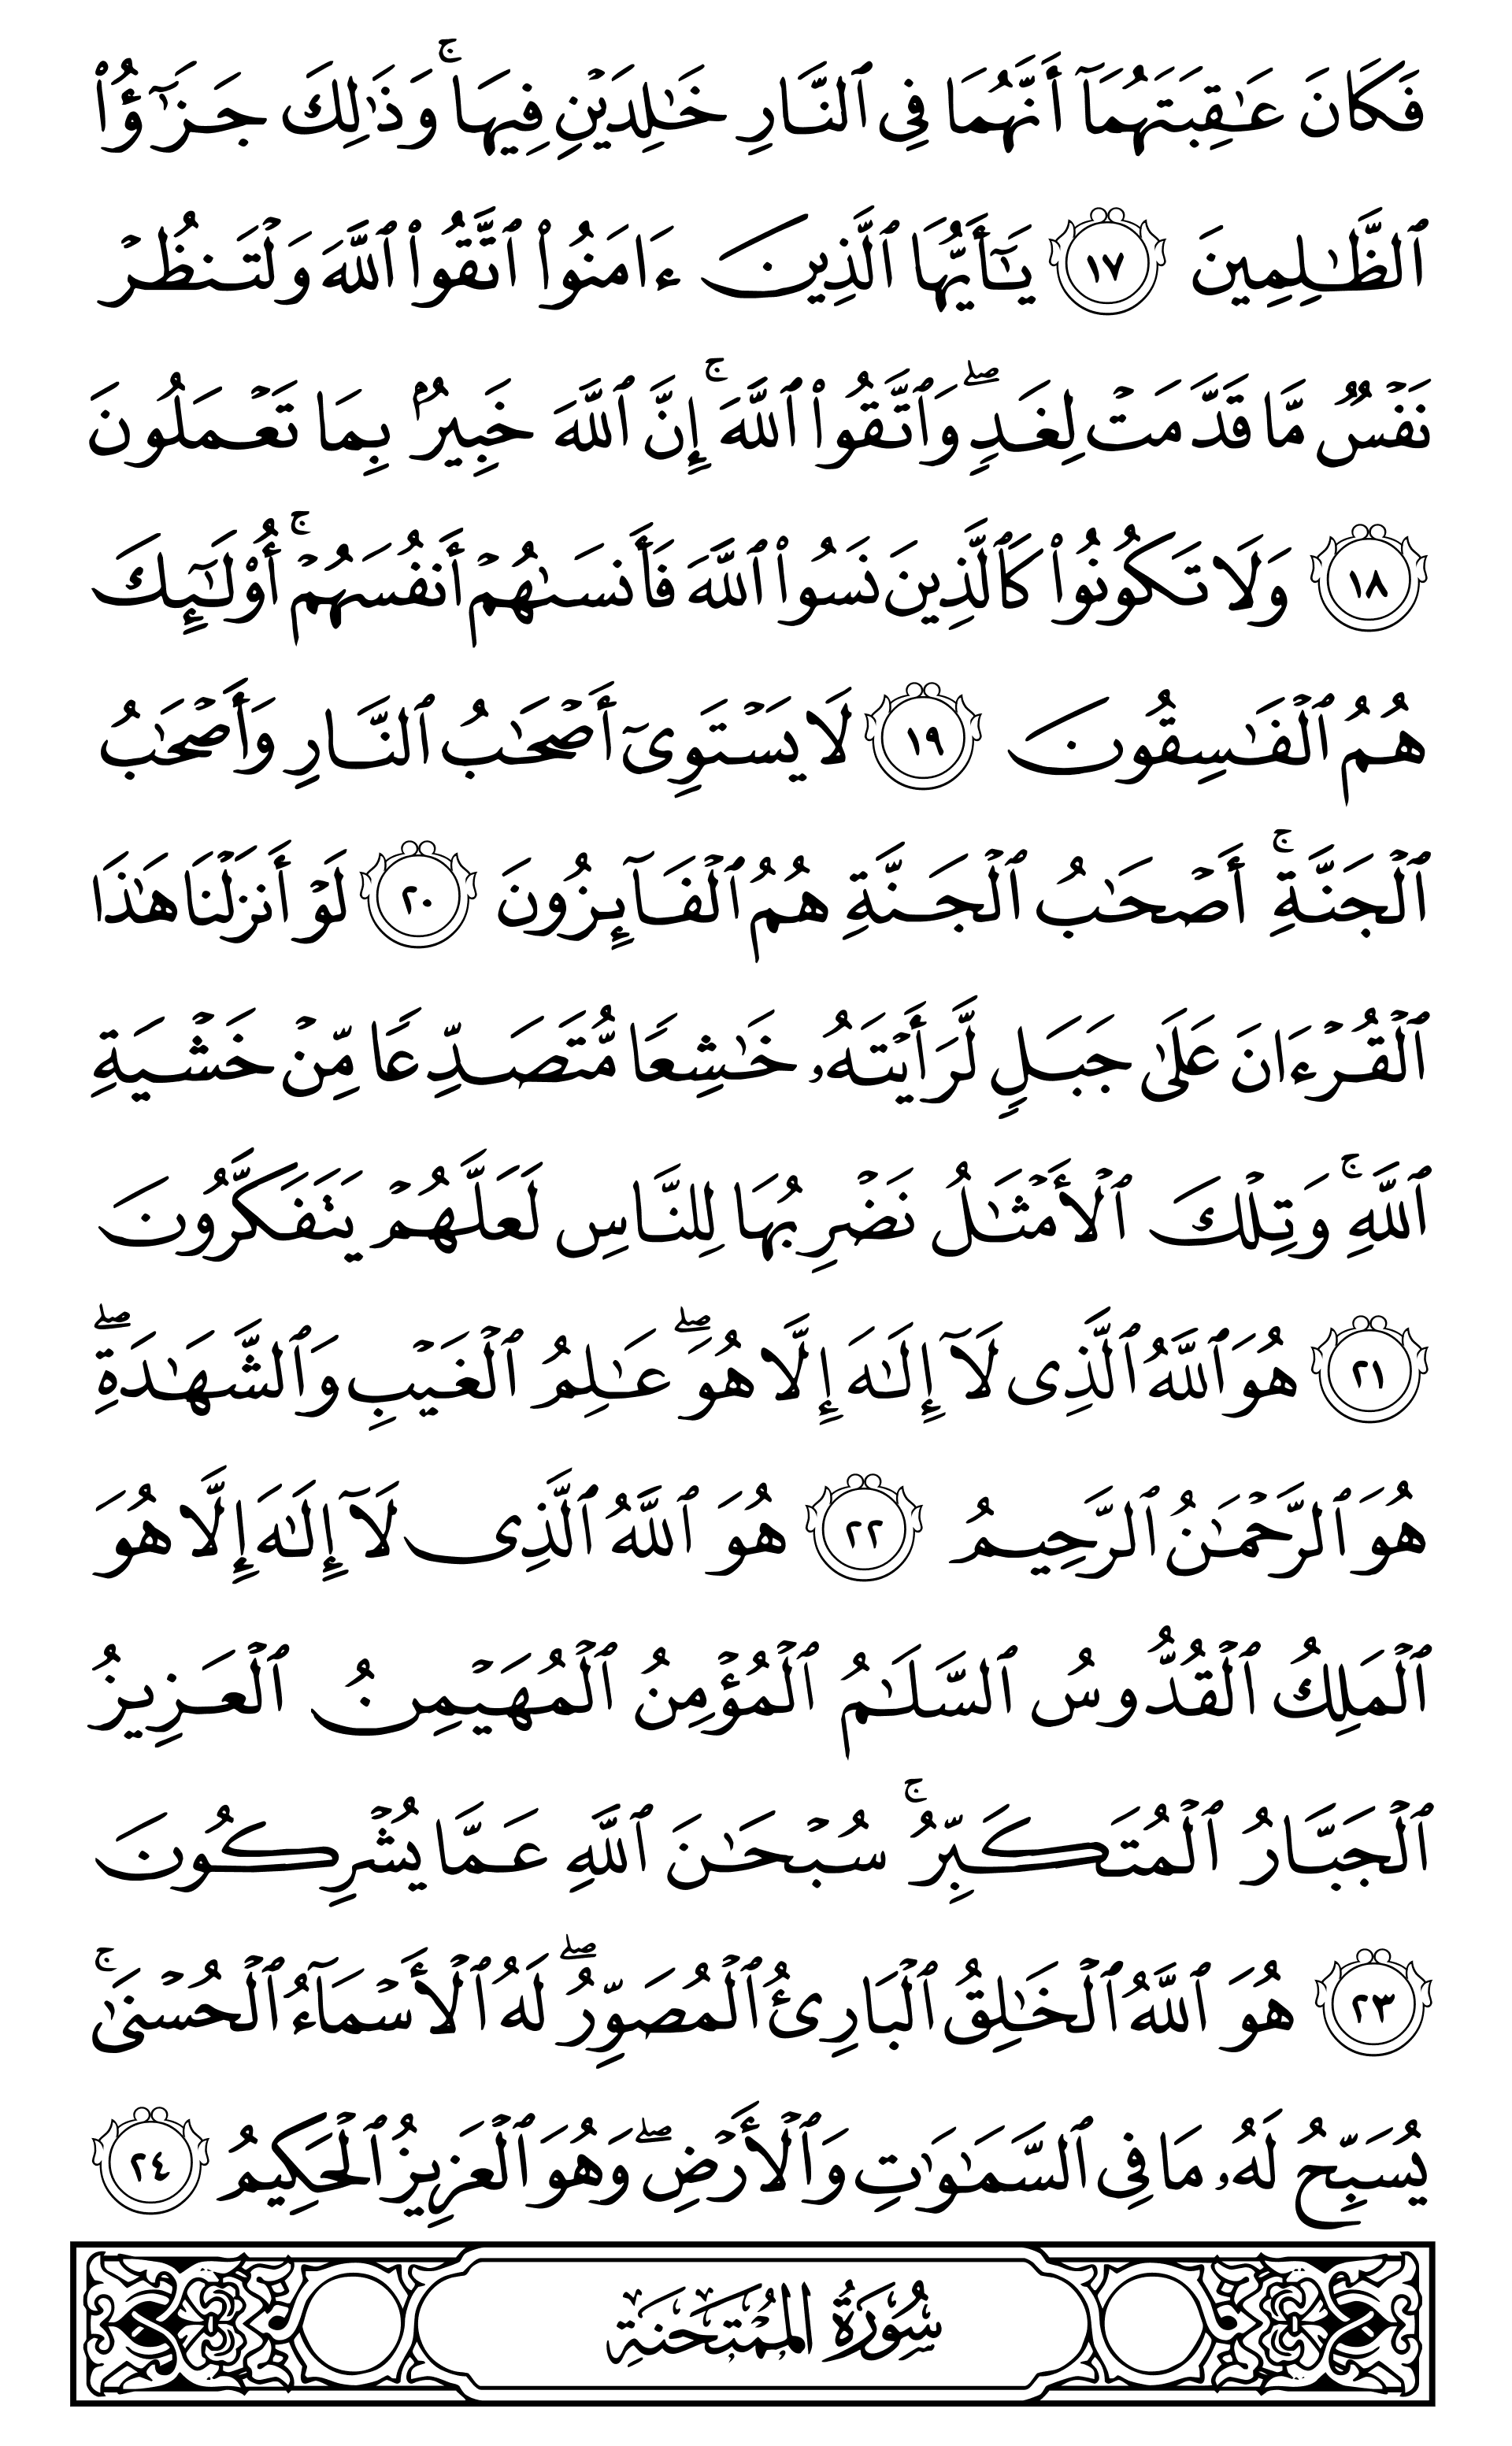 فَكَانَ عَٰقِبَتَهُمَآ أَنَّهُمَا فِى ٱلنَّارِ خَٰلِدَيْنِ فِيهَا ۚ وَذَٰلِكَ جَزَٰٓؤُا۟
ٱلظَّٰلِمِينَ ١٧ يَٰٓأَيُّهَا ٱلَّذِينَ ءَامَنُوا۟ ٱتَّقُوا۟ ٱللَّهَ وَلْتَنظُرْ
نَفْسٌ مَّا قَدَّمَتْ لِغَدٍ ۖ وَٱتَّقُوا۟ ٱللَّهَ ۚ إِنَّ ٱللَّهَ خَبِيرٌۢ بِمَا تَعْمَلُونَ
١٨ وَلَا تَكُونُوا۟ كَٱلَّذِينَ نَسُوا۟ ٱللَّهَ فَأَنسَىٰهُمْ أَنفُسَهُمْ ۚ أُو۟لَٰٓئِكَ
هُمُ ٱلْفَٰسِقُونَ ١٩ لَا يَسْتَوِىٓ أَصْحَٰبُ ٱلنَّارِ وَأَصْحَٰبُ
ٱلْجَنَّةِ ۚ أَصْحَٰبُ ٱلْجَنَّةِ هُمُ ٱلْفَآئِزُونَ ٢٠ لَوْ أَنزَلْنَا هَٰذَا
ٱلْقُرْءَانَ عَلَىٰ جَبَلٍ لَّرَأَيْتَهُۥ خَٰشِعًا مُّتَصَدِّعًا مِّنْ خَشْيَةِ
ٱللَّهِ ۚ وَتِلْكَ ٱلْأَمْثَٰلُ نَضْرِبُهَا لِلنَّاسِ لَعَلَّهُمْ يَتَفَكَّرُونَ
٢١ هُوَ ٱللَّهُ ٱلَّذِى لَآ إِلَٰهَ إِلَّا هُوَ ۖ عَٰلِمُ ٱلْغَيْبِ وَٱلشَّهَٰدَةِ ۖ
هُوَ ٱلرَّحْمَٰنُ ٱلرَّحِيمُ ٢٢ هُوَ ٱللَّهُ ٱلَّذِى لَآ إِلَٰهَ إِلَّا هُوَ
ٱلْمَلِكُ ٱلْقُدُّوسُ ٱلسَّلَٰمُ ٱلْمُؤْمِنُ ٱلْمُهَيْمِنُ ٱلْعَزِيزُ
ٱلْجَبَّارُ ٱلْمُتَكَبِّرُ ۚ سُبْحَٰنَ ٱللَّهِ عَمَّا يُشْرِكُونَ
٢٣ هُوَ ٱللَّهُ ٱلْخَٰلِقُ ٱلْبَارِئُ ٱلْمُصَوِّرُ ۖ لَهُ ٱلْأَسْمَآءُ ٱلْحُسْنَىٰ ۚ
يُسَبِّحُ لَهُۥ مَا فِى ٱلسَّمَٰوَٰتِ وَٱلْأَرْضِ ۖ وَهُوَ ٱلْعَزِيزُ ٱلْحَكِيمُ ٢٤
سُورَةُ المُمْتَحنَةِ